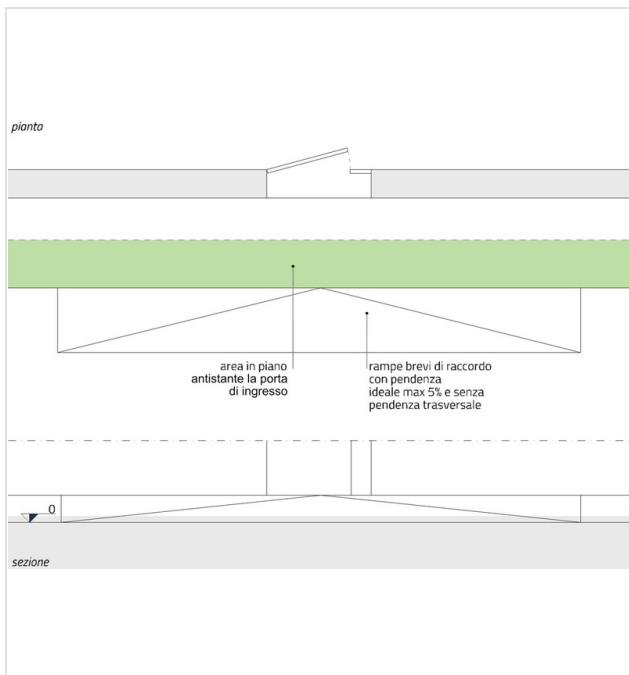 pianta
area in piano
antistante la porta
di ingresso
rampe brevi di raccordo
con pendenza
ideale max 5% e senza
pendenza trasversale
0
sezione